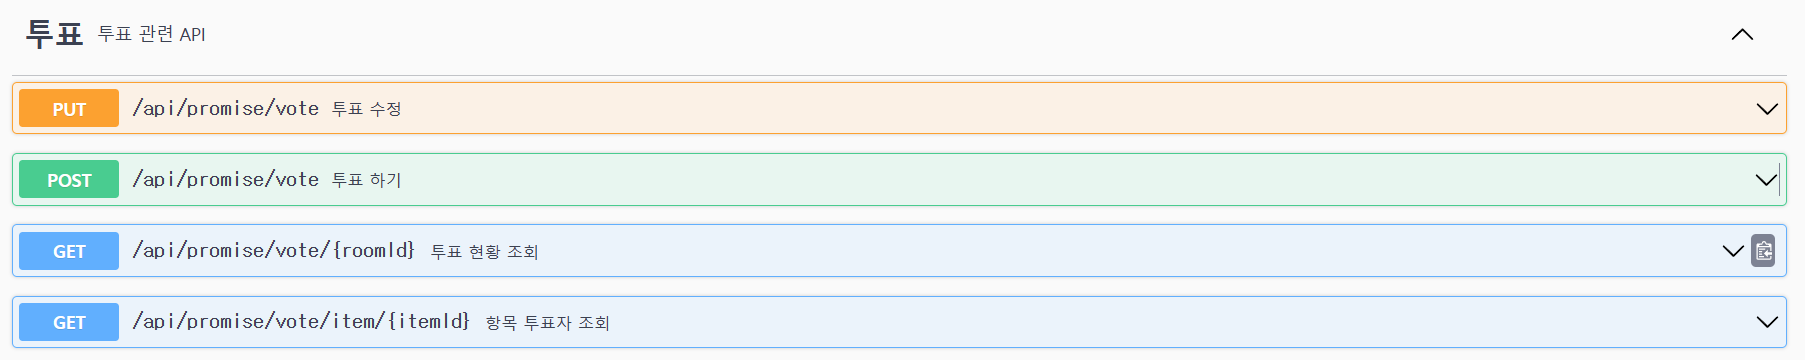 투표 투표 관련 API
PUT /api/promise/vote 투표 수정
POST /api/promise/vote 투표 하기
GET /api/promise/vote/{roomId} 투표 현황 조회
GET /api/promise/vote/item/{itemId} 항목 투표자 조회